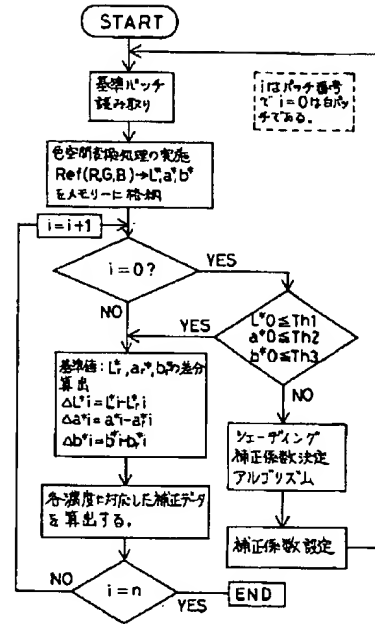 START
基準パッチ
読み取り
iはパッチ番号
で i=0は白パッ
チである。
色空間変換処理の実施
Ref(R,G,B)→L*,a*,b*
をメモリーに格納
i=i+1
i=0?
YES
NO
YES
L*0≦Th1
a*0≦Th2
b*0≦Th3
NO
基準値:Lr*,ar*,br*の差分
算出
ΔL*i=L*i-Lr*i
Δa*i=a*i-ar*i
Δb*i=b*i-br*i
シェーディング
補正係数決定
アルゴリズム
各濃度に対応した補正データ
を算出する。
補正係数設定
NO
i=n
YES
END